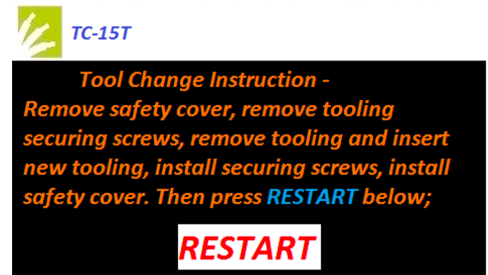 TC-15T
Tool Change Instruction -
Remove safety cover, remove tooling
securing screws, remove tooling and insert
new tooling, install securing screws, install
safety cover. Then press RESTART below;
RESTART